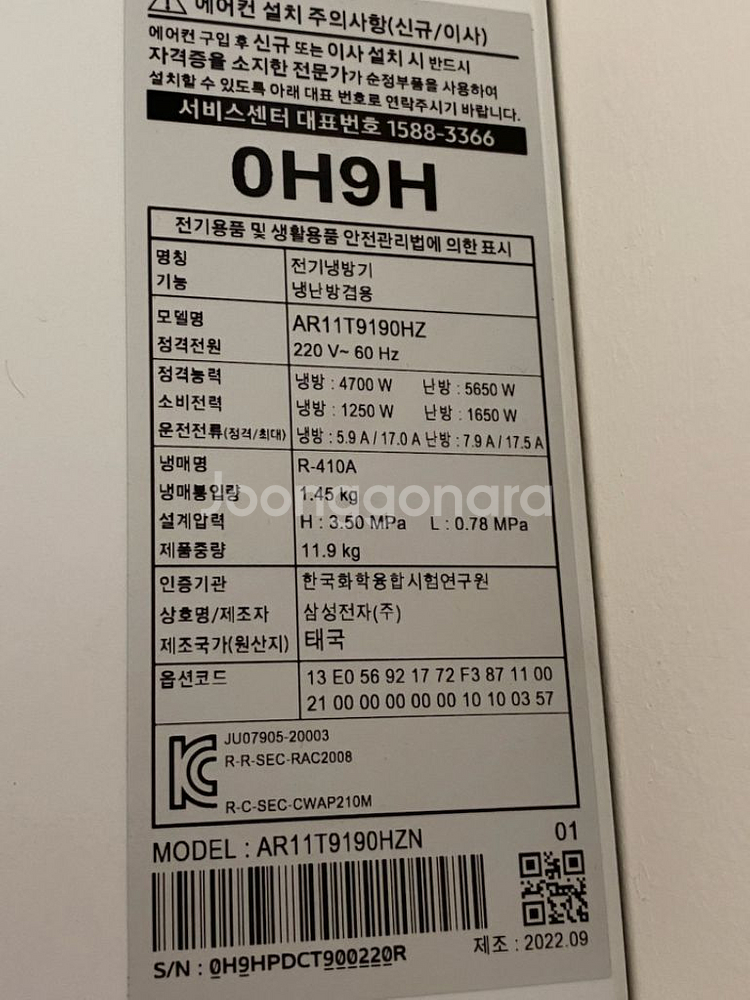 에어컨 설치 주의사항(신규/이사)
에어컨 구입 후 신규 또는 이사 설치 시 반드시
자격증을 소지한 전문가가 순정부품을 사용하여
설치할 수 있도록 아래 대표 번호로 연락주시기 바랍니다.
서비스센터 대표번호 1588-3366
0H9H
전기용품 및 생활용품 안전관리법에 의한 표시
명칭 전기냉방기
기능 냉난방겸용
모델명 AR11T9190HZ
정격전원 220 V~ 60 Hz
정격능력 냉방 : 4700 W 난방 : 5650 W
소비전력 냉방 : 1250 W 난방 : 1650 W
운전전류(정격/최대) 냉방 : 5.9 A / 17.0 A 난방 : 7.9 A / 17.5 A
냉매명 R-410A
냉매봉입량 1.45 kg
설계압력 H : 3.50 MPa L : 0.78 MPa
제품중량 11.9 kg
Joonggonara
인증기관 한국화학융합시험연구원
상호명/제조자 삼성전자(주)
제조국가(원산지) 태국
옵션코드 13 E0 56 92 17 72 F3 87 11 00
21 00 00 00 00 00 10 10 03 57
JU07905-20003
R-R-SEC-RAC2008
R-C-SEC-CWAP210M
MODEL : AR11T9190HZN 01
제조 : 2022.09
S/N : 0H9HPDCT900220R